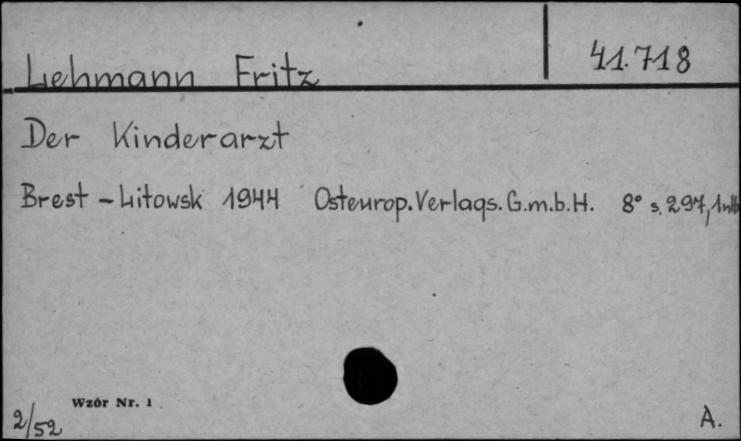 Lehmann Fritz
41.718
Der Kinderarzt
Brest - Litowsk 1944 Osteurop. Verlags. G.m.b.H. 8° s. 297, 1 nlb
Wzór Nr. 1
2/52
A.